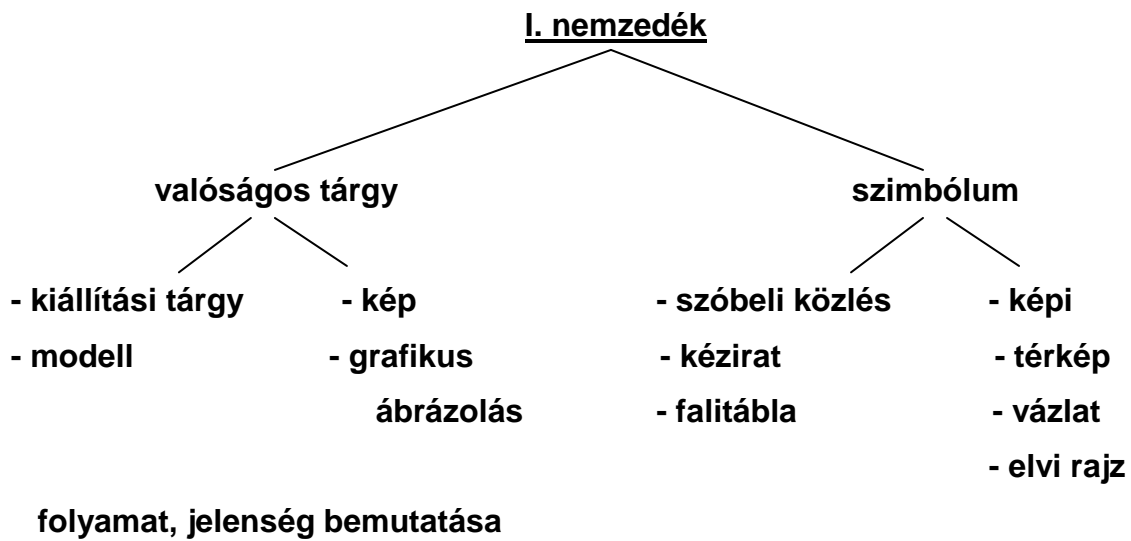 I. nemzedék
valóságos tárgy szimbólum
- kiállítási tárgy - kép - szóbeli közlés - képi
- modell - grafikus - kézirat - térkép
ábrázolás - falitábla - vázlat
- elvi rajz
folyamat, jelenség bemutatása